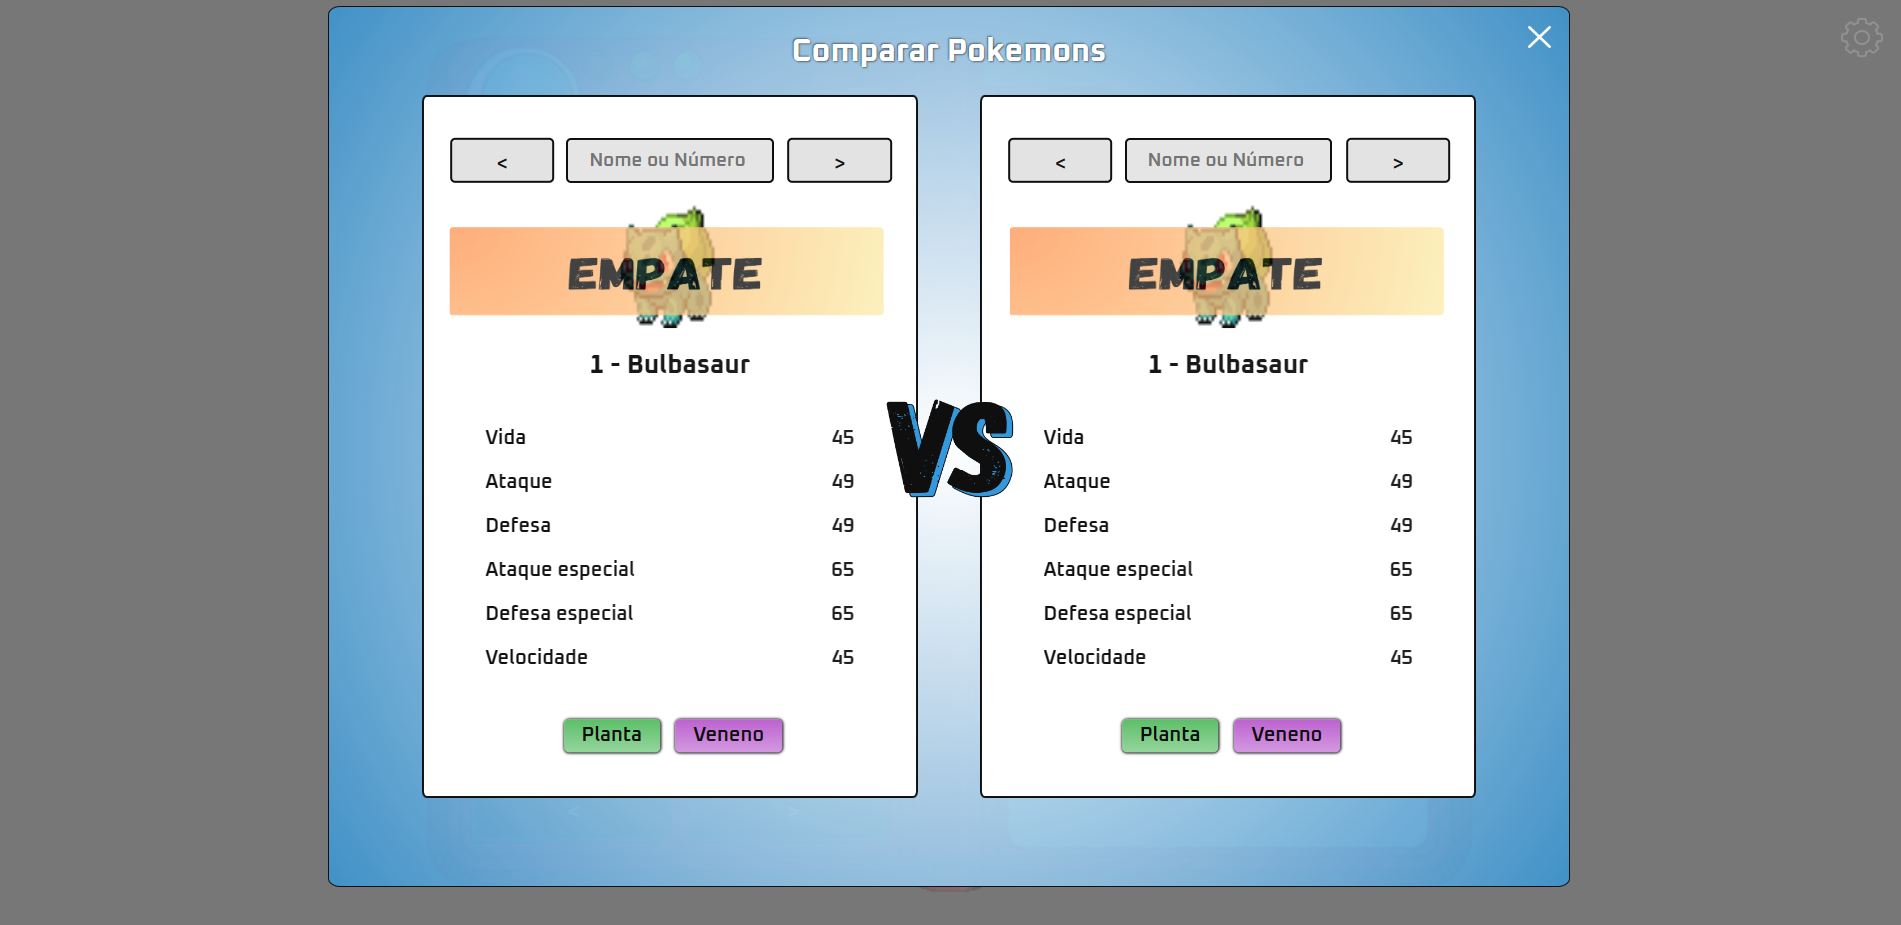 Comparar Pokemons
<
Nome ou Número
>
EMPATE
1 - Bulbasaur
Vida 45
Ataque 49
Defesa 49
Ataque especial 65
Defesa especial 65
Velocidade 45
Planta Veneno
VS
<
Nome ou Número
>
EMPATE
1 - Bulbasaur
Vida 45
Ataque 49
Defesa 49
Ataque especial 65
Defesa especial 65
Velocidade 45
Planta Veneno